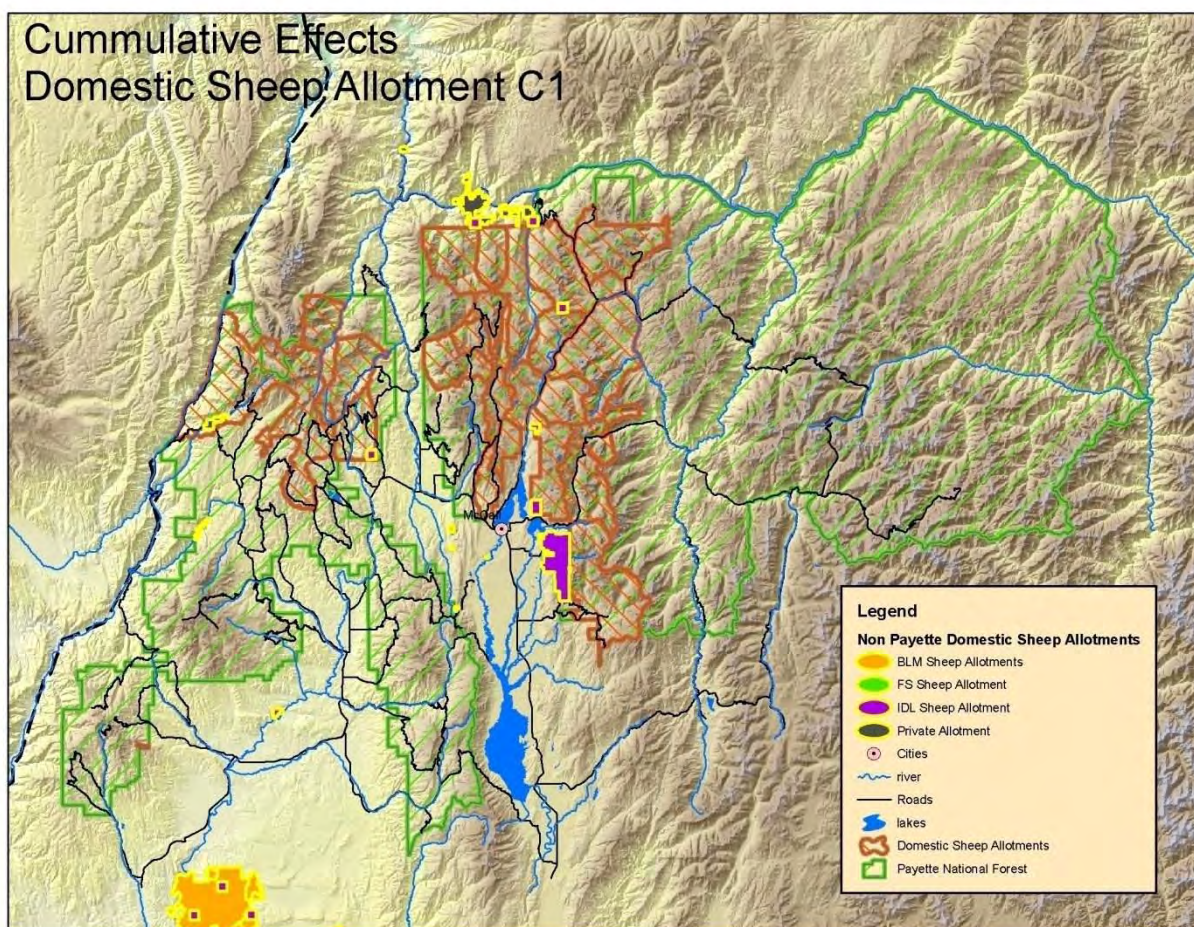 Cummulative Effects
Domestic Sheep Allotment C1
McCall
Legend
Non Payette Domestic Sheep Allotments
BLM Sheep Allotments
FS Sheep Allotment
IDL Sheep Allotment
Private Allotment
Cities
river
Roads
lakes
Domestic Sheep Allotments
Payette National Forest